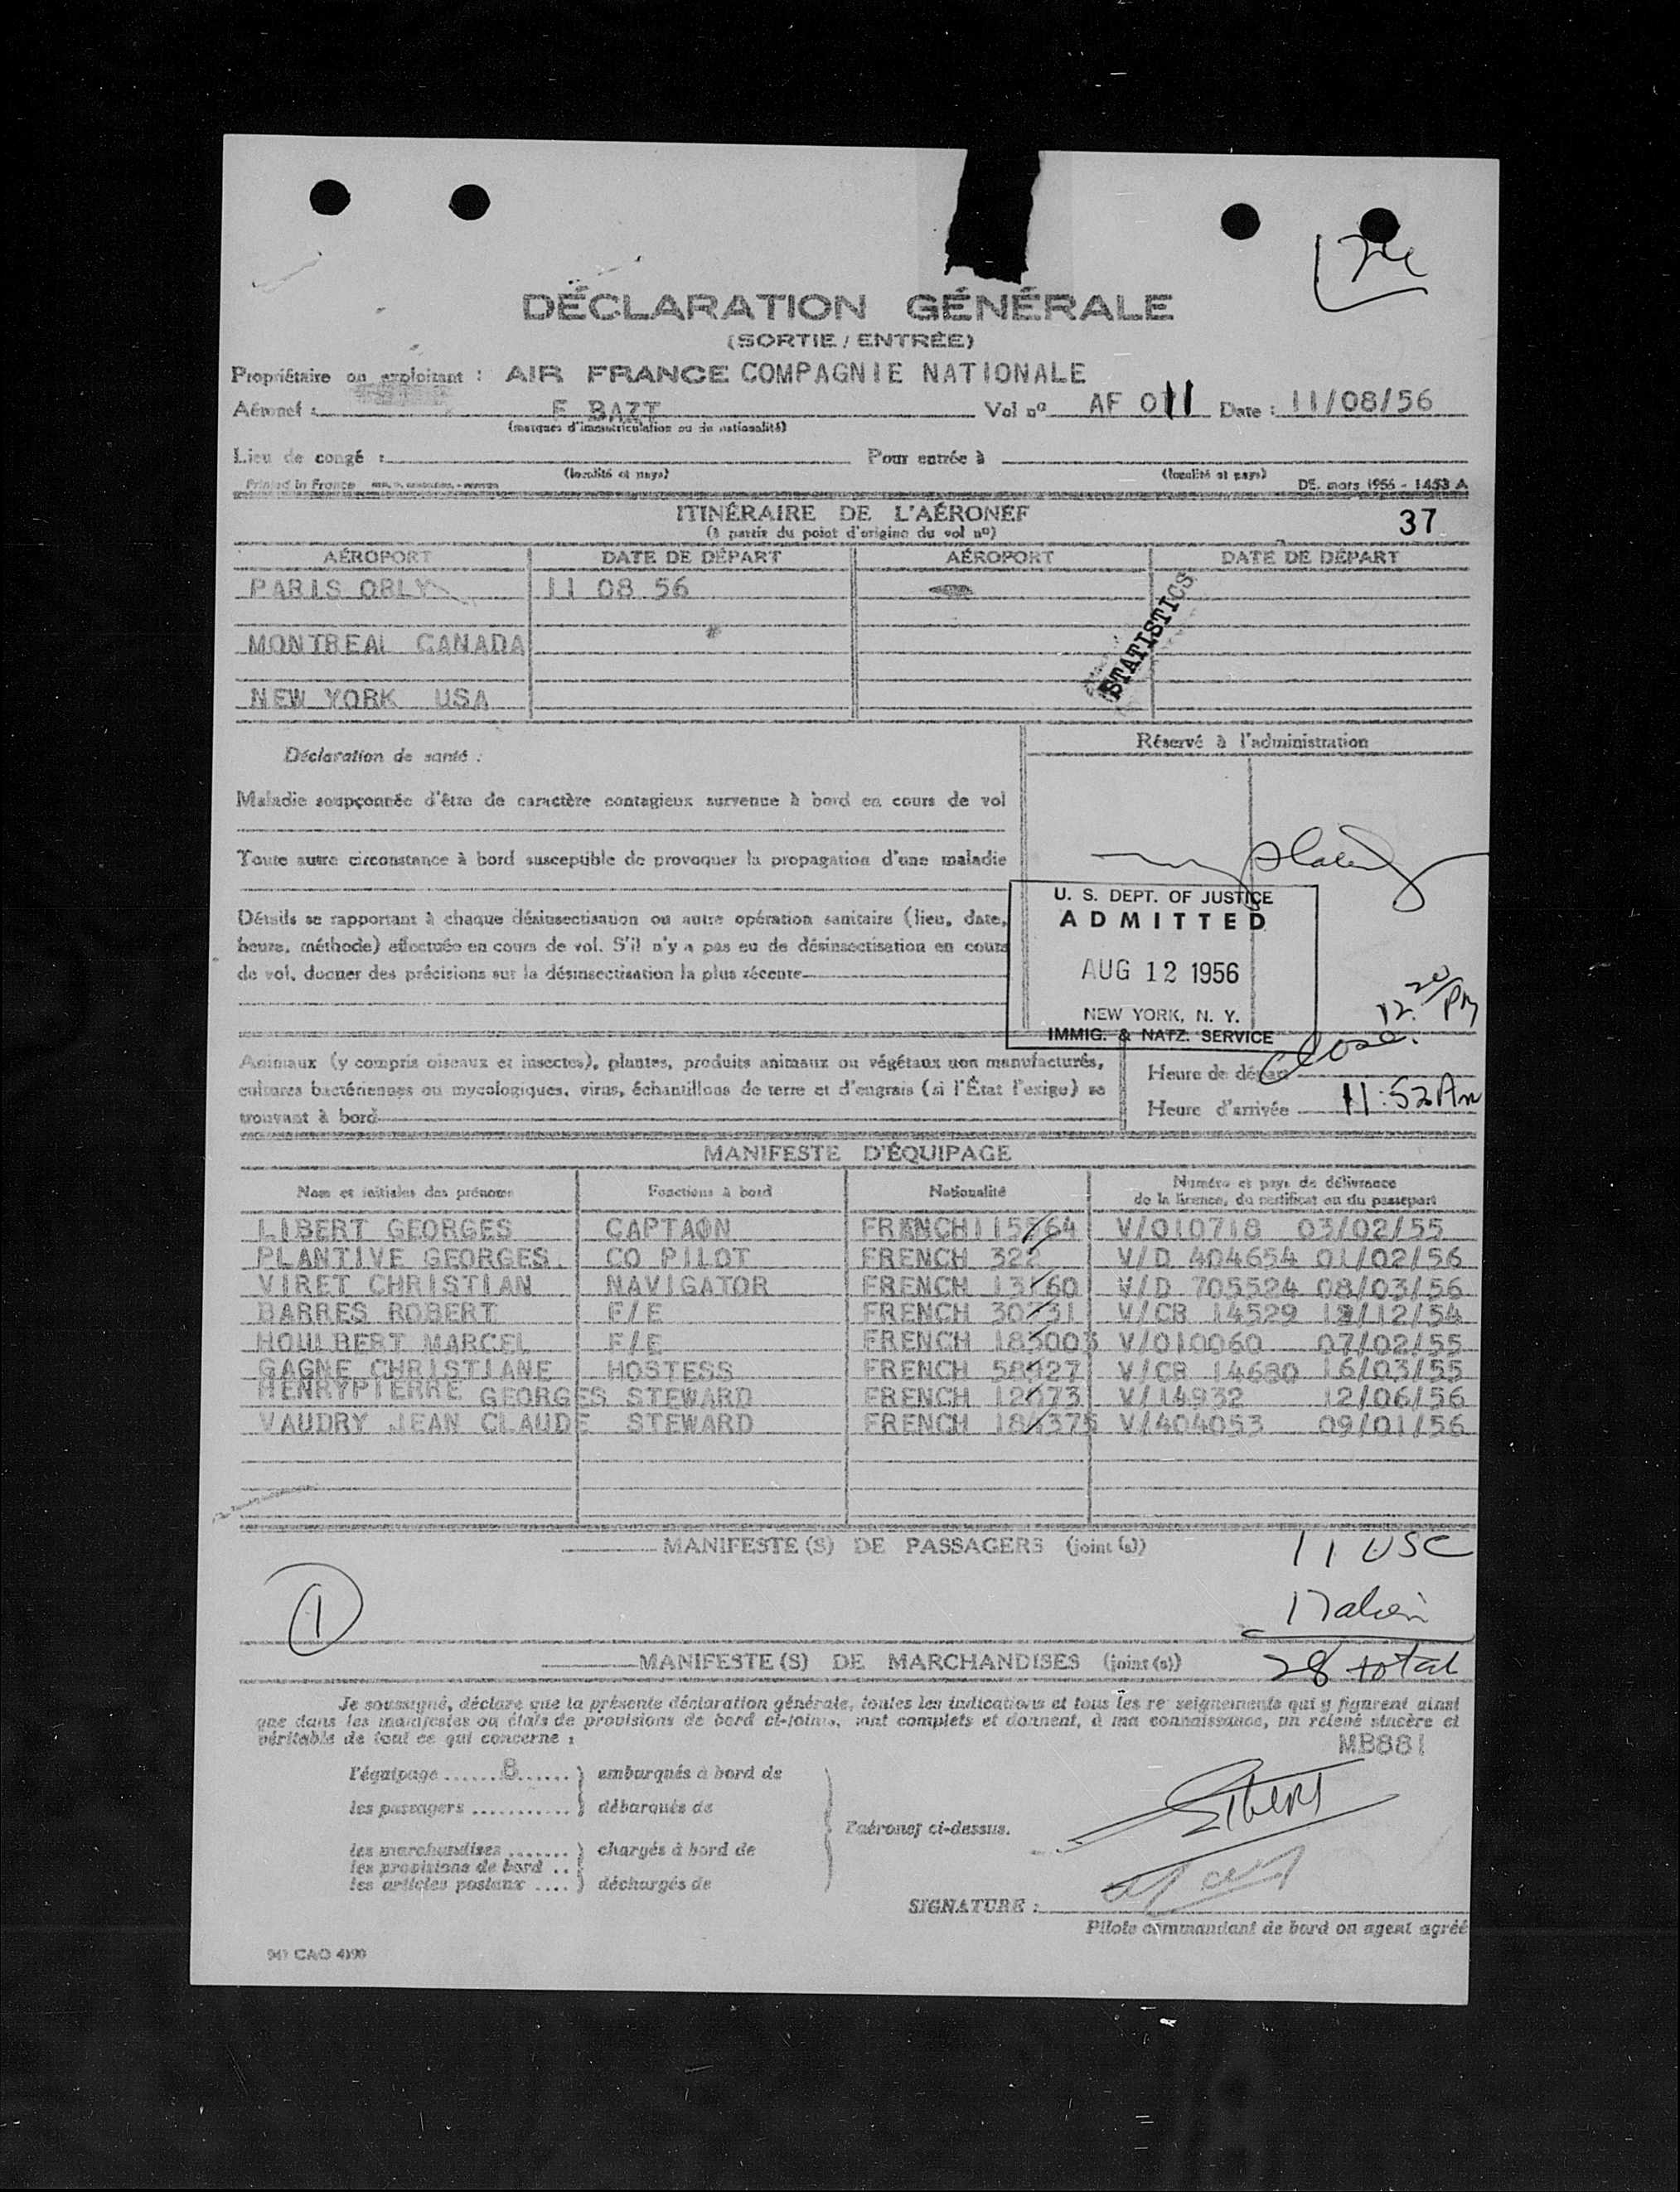 DÉCLARATION GÉNÉRALE
(SORTIE / ENTRÉE)
Propriétaire ou exploitant : AIR FRANCE COMPAGNIE NATIONALE
Aéronef : F BAZT Vol nº AF 011 Date : 11/08/56
(marques d'immatriculation ou de nationalité)
Lieu de congé : Pour entrée à
(localité et pays) (localité et pays)
Printed in France DE. mars 1956 - 1453 A
ITINÉRAIRE DE L'AÉRONEF 37
(à partir du point d'origine du vol nº)
AÉROPORT DATE DE DÉPART AÉROPORT DATE DE DÉPART
PARIS ORLY 11 08 56
STATISTICS
MONTREAL CANADA
NEW YORK USA
Déclaration de santé : Réservé à l'administration
Maladie soupçonnée d'être de caractère contagieux survenue à bord en cours de vol
Toute autre circonstance à bord susceptible de provoquer la propagation d'une maladie
Détails se rapportant à chaque désinsectisation ou autre opération sanitaire (lieu, date,
heure, méthode) effectuée en cours de vol. S'il n'y a pas eu de désinsectisation en cours
de vol, donner des précisions sur la désinsectisation la plus récente
U. S. DEPT. OF JUSTICE
ADMITTED
AUG 12 1956
NEW YORK, N. Y.
IMMIG. & NATZ. SERVICE
12.20 PM
close.
Animaux (y compris oiseaux et insectes), plantes, produits animaux ou végétaux non manufacturés,
cultures bactériennes ou mycologiques, virus, échantillons de terre et d'engrais (si l'État l'exige) se
trouvant à bord
Heure de départ
Heure d'arrivée 11:52 AM
MANIFESTE D'ÉQUIPAGE
Nom et initiales des prénoms Fonctions à bord Nationalité Numéro et pays de délivrance
de la licence, du certificat ou du passeport
LIBERT GEORGES CAPTAON FRENCH 115564 V/010718 03/02/55
PLANTIVE GEORGES CO PILOT FRENCH 322 V/D 404654 01/02/56
VIRET CHRISTIAN NAVIGATOR FRENCH 13160 V/D 705524 08/03/56
BARRES ROBERT F/E FRENCH 30731 V/CB 14529 /12/54
HOULBERT MARCEL F/E FRENCH 183003 V/010060 07/02/55
GAGNE CHRISTIANE HOSTESS FRENCH 58927 V/CB 14680 16/03/55
HENRYPIERRE GEORGES STEWARD FRENCH 12673 V/14932 12/06/56
VAUDRY JEAN CLAUDE STEWARD FRENCH V/404053 09/01/56
MANIFESTE(S) DE PASSAGERS (joint(s))
11 USC
17 alien
1
28 total
MANIFESTE(S) DE MARCHANDISES (joint(s))
Je soussigné, déclare que la présente déclaration générale, toutes les indications et tous les renseignements qui y figurent ainsi
que dans les manifestes ou états de provisions de bord ci-joints, sont complets et donnent, à ma connaissance, un relevé sincère et
véritable de tout ce qui concerne :
MB881
l'équipage ....... 8 ...... embarqués à bord de
les passagers ............ débarqués de
l'aéronef ci-dessus.
les marchandises ....... chargés à bord de
les provisions de bord ..
les articles postaux .... déchargés de
SIGNATURE :
Pilote commandant de bord ou agent agréé